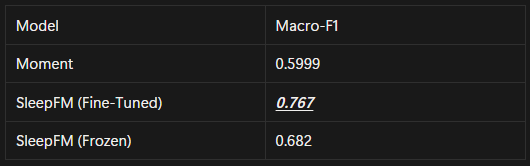 Model Macro-F1
Moment 0.5999
SleepFM (Fine-Tuned) 0.767
SleepFM (Frozen) 0.682